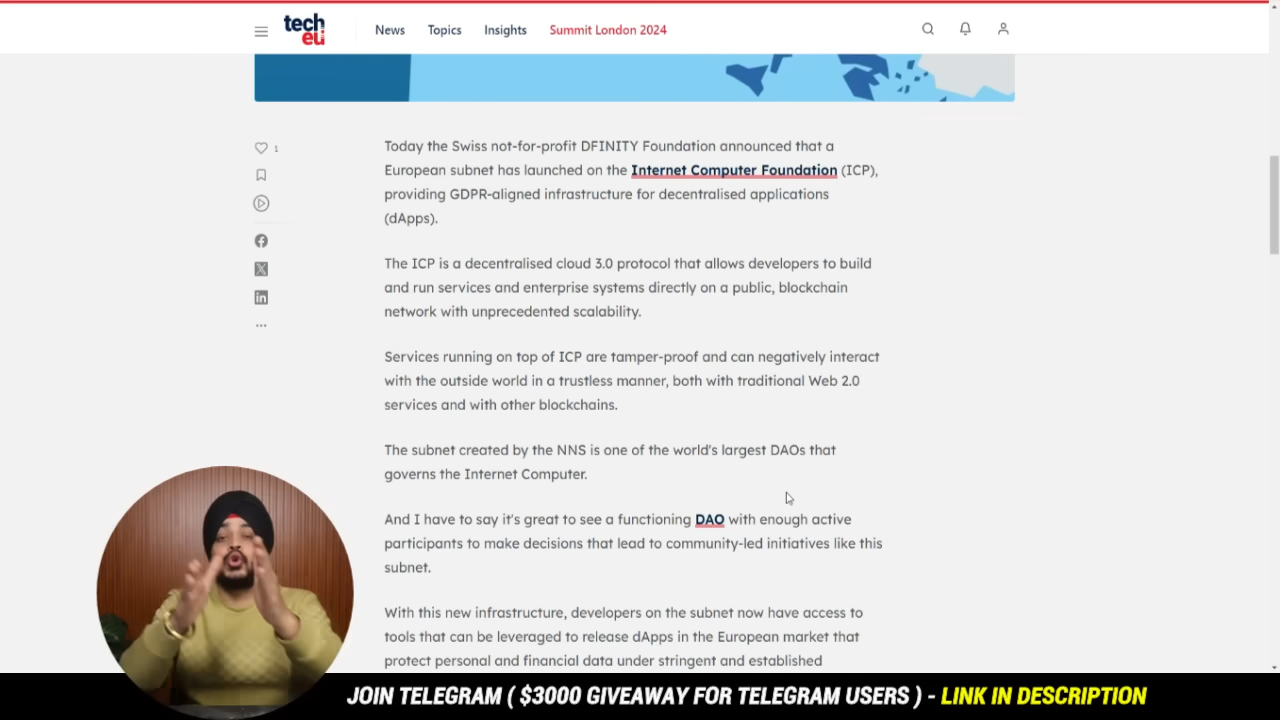 tech
eu
News
Topics
Insights
Summit London 2024
1
Today the Swiss not-for-profit DFINITY Foundation announced that a
European subnet has launched on the Internet Computer Foundation (ICP),
providing GDPR-aligned infrastructure for decentralised applications
(dApps).
The ICP is a decentralised cloud 3.0 protocol that allows developers to build
and run services and enterprise systems directly on a public, blockchain
network with unprecedented scalability.
Services running on top of ICP are tamper-proof and can negatively interact
with the outside world in a trustless manner, both with traditional Web 2.0
services and with other blockchains.
The subnet created by the NNS is one of the world's largest DAOs that
governs the Internet Computer.
And I have to say it's great to see a functioning DAO with enough active
participants to make decisions that lead to community-led initiatives like this
subnet.
With this new infrastructure, developers on the subnet now have access to
tools that can be leveraged to release dApps in the European market that
protect personal and financial data under stringent and established
JOIN TELEGRAM ( $3000 GIVEAWAY FOR TELEGRAM USERS ) - LINK IN DESCRIPTION